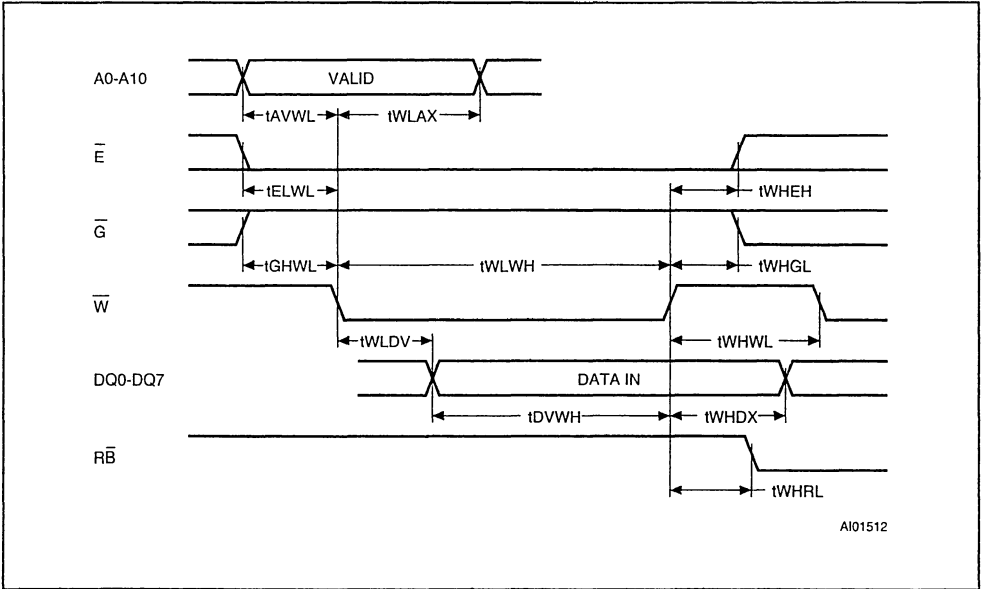 A0-A10 VALID
tAVWL tWLAX
E̅
tELWL tWHEH
G̅
tGHWL tWLWH tWHGL
W̅
tWLDV tWHWL
DQ0-DQ7 DATA IN
tDVWH tWHDX
RB̅
tWHRL
AI01512